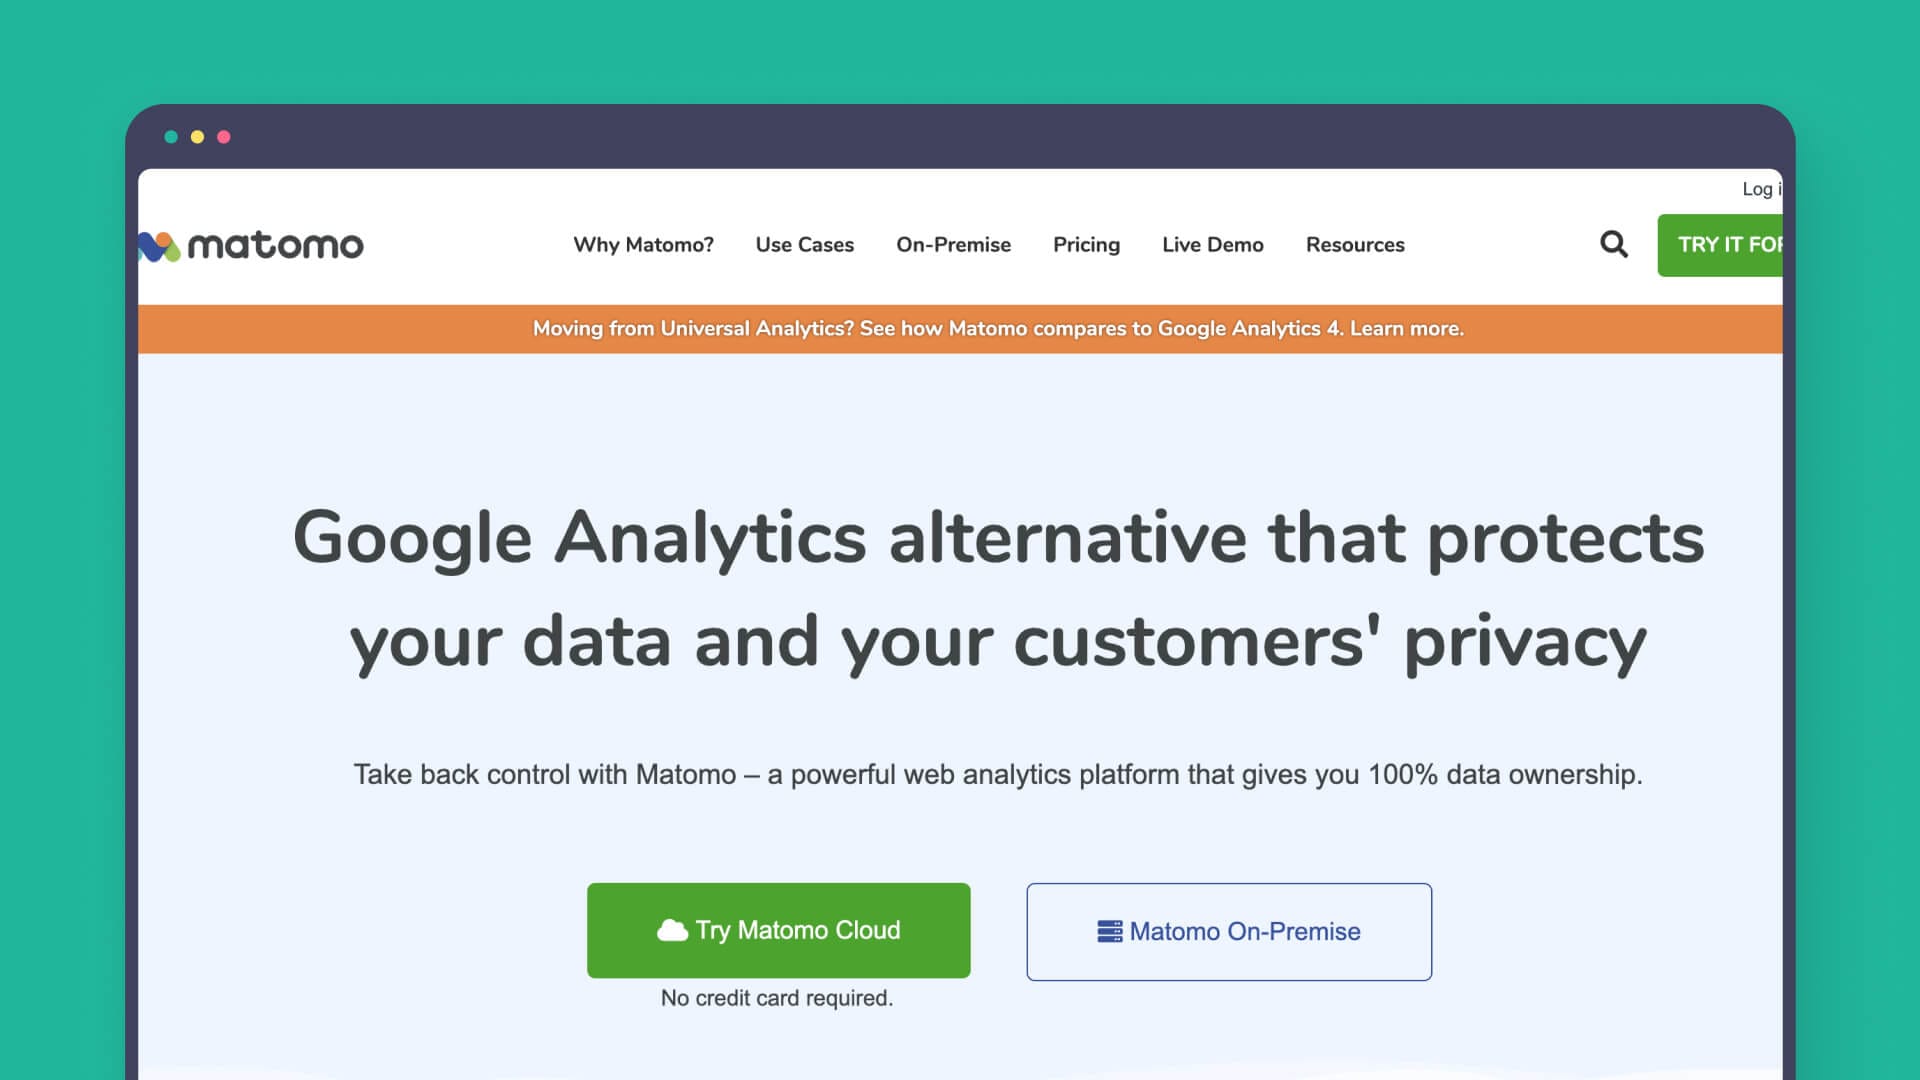 Log i
matomo
Why Matomo? Use Cases On-Premise Pricing Live Demo Resources
TRY IT FOR
Moving from Universal Analytics? See how Matomo compares to Google Analytics 4. Learn more.
Google Analytics alternative that protects
your data and your customers' privacy
Take back control with Matomo – a powerful web analytics platform that gives you 100% data ownership.
Try Matomo Cloud
Matomo On-Premise
No credit card required.